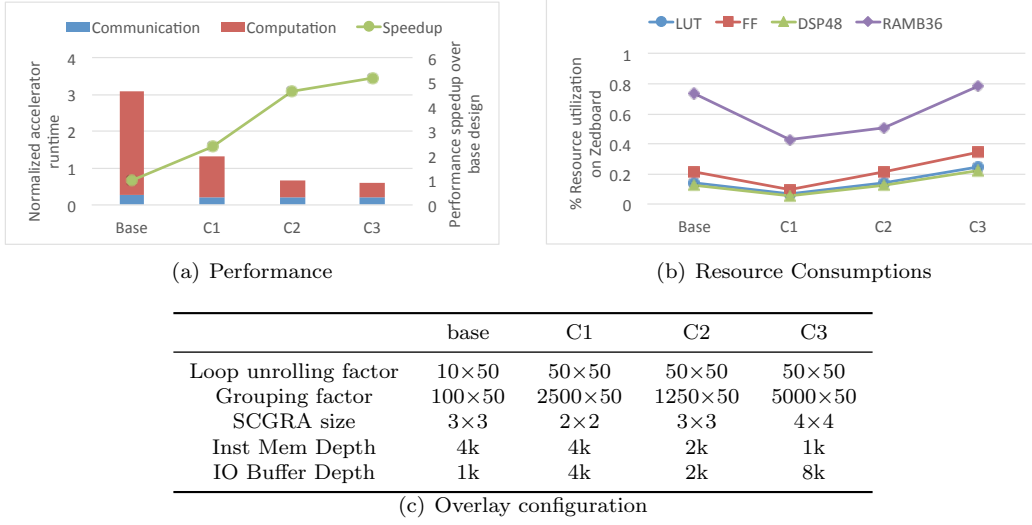 Communication Computation Speedup
Normalized accelerator
runtime
4
3
2
1
0
6
5
4
3
2
1
0
Performance speedup over
base design
Base C1 C2 C3
(a) Performance
LUT FF DSP48 RAMB36
% Resource utilization
on Zedboard
1
0.8
0.6
0.4
0.2
0
Base C1 C2 C3
(b) Resource Consumptions
base C1 C2 C3
Loop unrolling factor 10×50 50×50 50×50 50×50
Grouping factor 100×50 2500×50 1250×50 5000×50
SCGRA size 3×3 2×2 3×3 4×4
Inst Mem Depth 4k 4k 2k 1k
IO Buffer Depth 1k 4k 2k 8k
(c) Overlay configuration